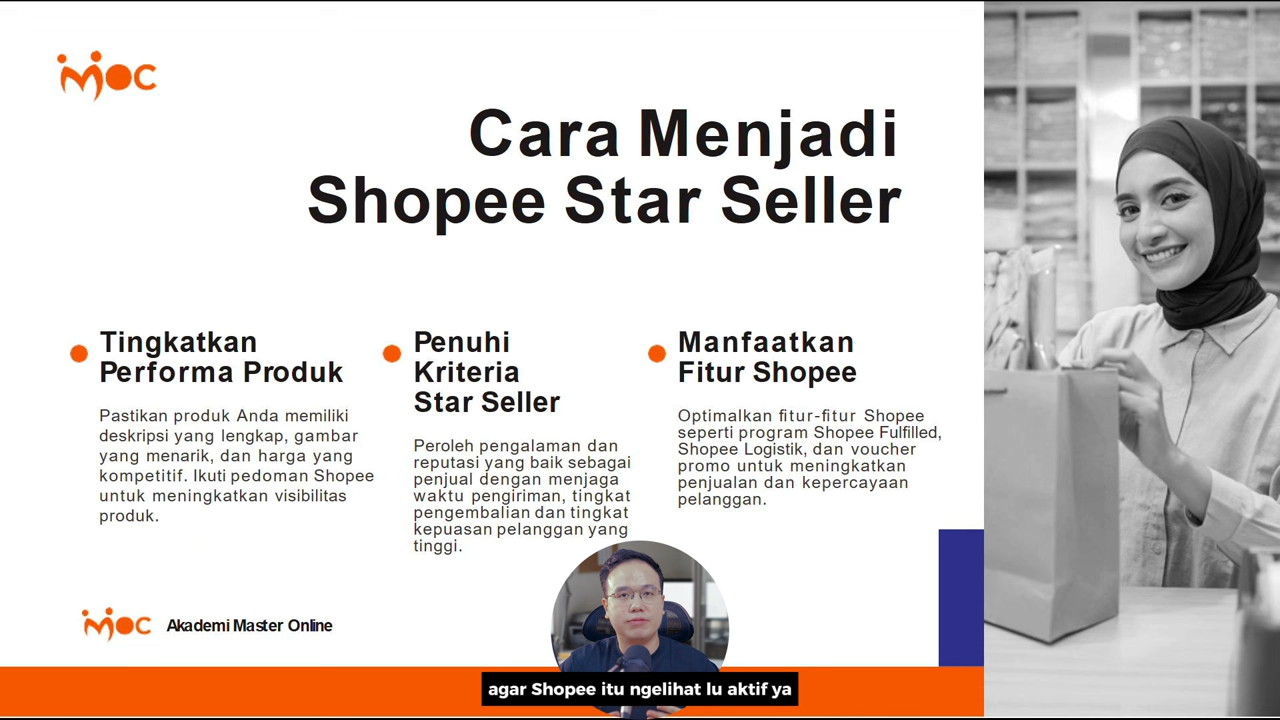 MOC
Cara Menjadi
Shopee Star Seller
Tingkatkan
Performa Produk
Pastikan produk Anda memiliki
deskripsi yang lengkap, gambar
yang menarik, dan harga yang
kompetitif. Ikuti pedoman Shopee
untuk meningkatkan visibilitas
produk.
Penuhi
Kriteria
Star Seller
Peroleh pengalaman dan
reputasi yang baik sebagai
penjual dengan menjaga
waktu pengiriman, tingkat
pengembalian dan tingkat
kepuasan pelanggan yang
tinggi.
Manfaatkan
Fitur Shopee
Optimalkan fitur-fitur Shopee
seperti program Shopee Fulfilled,
Shopee Logistik, dan voucher
promo untuk meningkatkan
penjualan dan kepercayaan
pelanggan.
MOC Akademi Master Online
agar Shopee itu ngelihat lu aktif ya